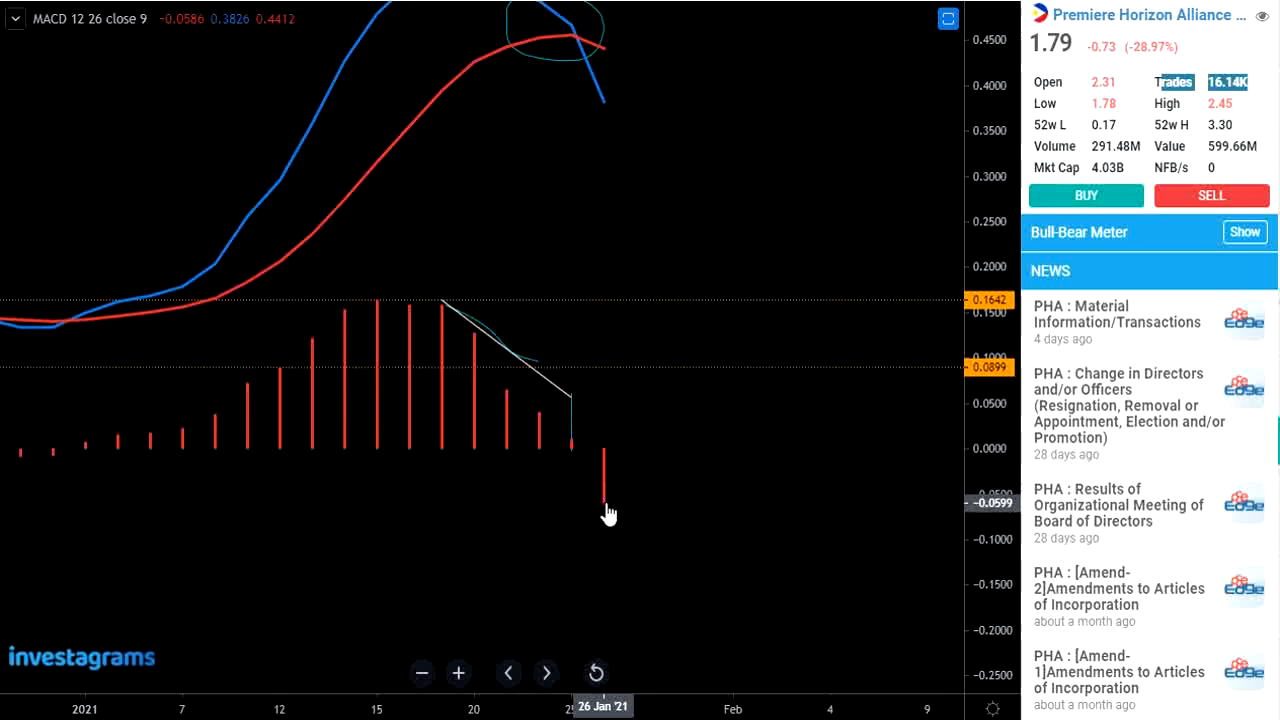 MACD 12 26 close 9 -0.0586 0.3826 0.4412
0.4500
0.4000
0.3500
0.3000
0.2500
0.2000
0.1642
0.1500
0.1000
0.0899
0.0500
0.0000
-0.0500
-0.0599
-0.1000
-0.1500
-0.2000
-0.2500
investagrams
2021 7 12 15 20 26 Jan '21 Feb 4 9
Premiere Horizon Alliance ...
1.79 -0.73 (-28.97%)
Open 2.31 Trades 16.14K
Low 1.78 High 2.45
52w L 0.17 52w H 3.30
Volume 291.48M Value 599.66M
Mkt Cap 4.03B NFB/s 0
BUY SELL
Bull-Bear Meter Show
NEWS
PHA : Material
Information/Transactions
4 days ago
PHA : Change in Directors
and/or Officers
(Resignation, Removal or
Appointment, Election and/or
Promotion)
28 days ago
PHA : Results of
Organizational Meeting of
Board of Directors
28 days ago
PHA : [Amend-
2]Amendments to Articles
of Incorporation
about a month ago
PHA : [Amend-
1]Amendments to Articles
of Incorporation
about a month ago